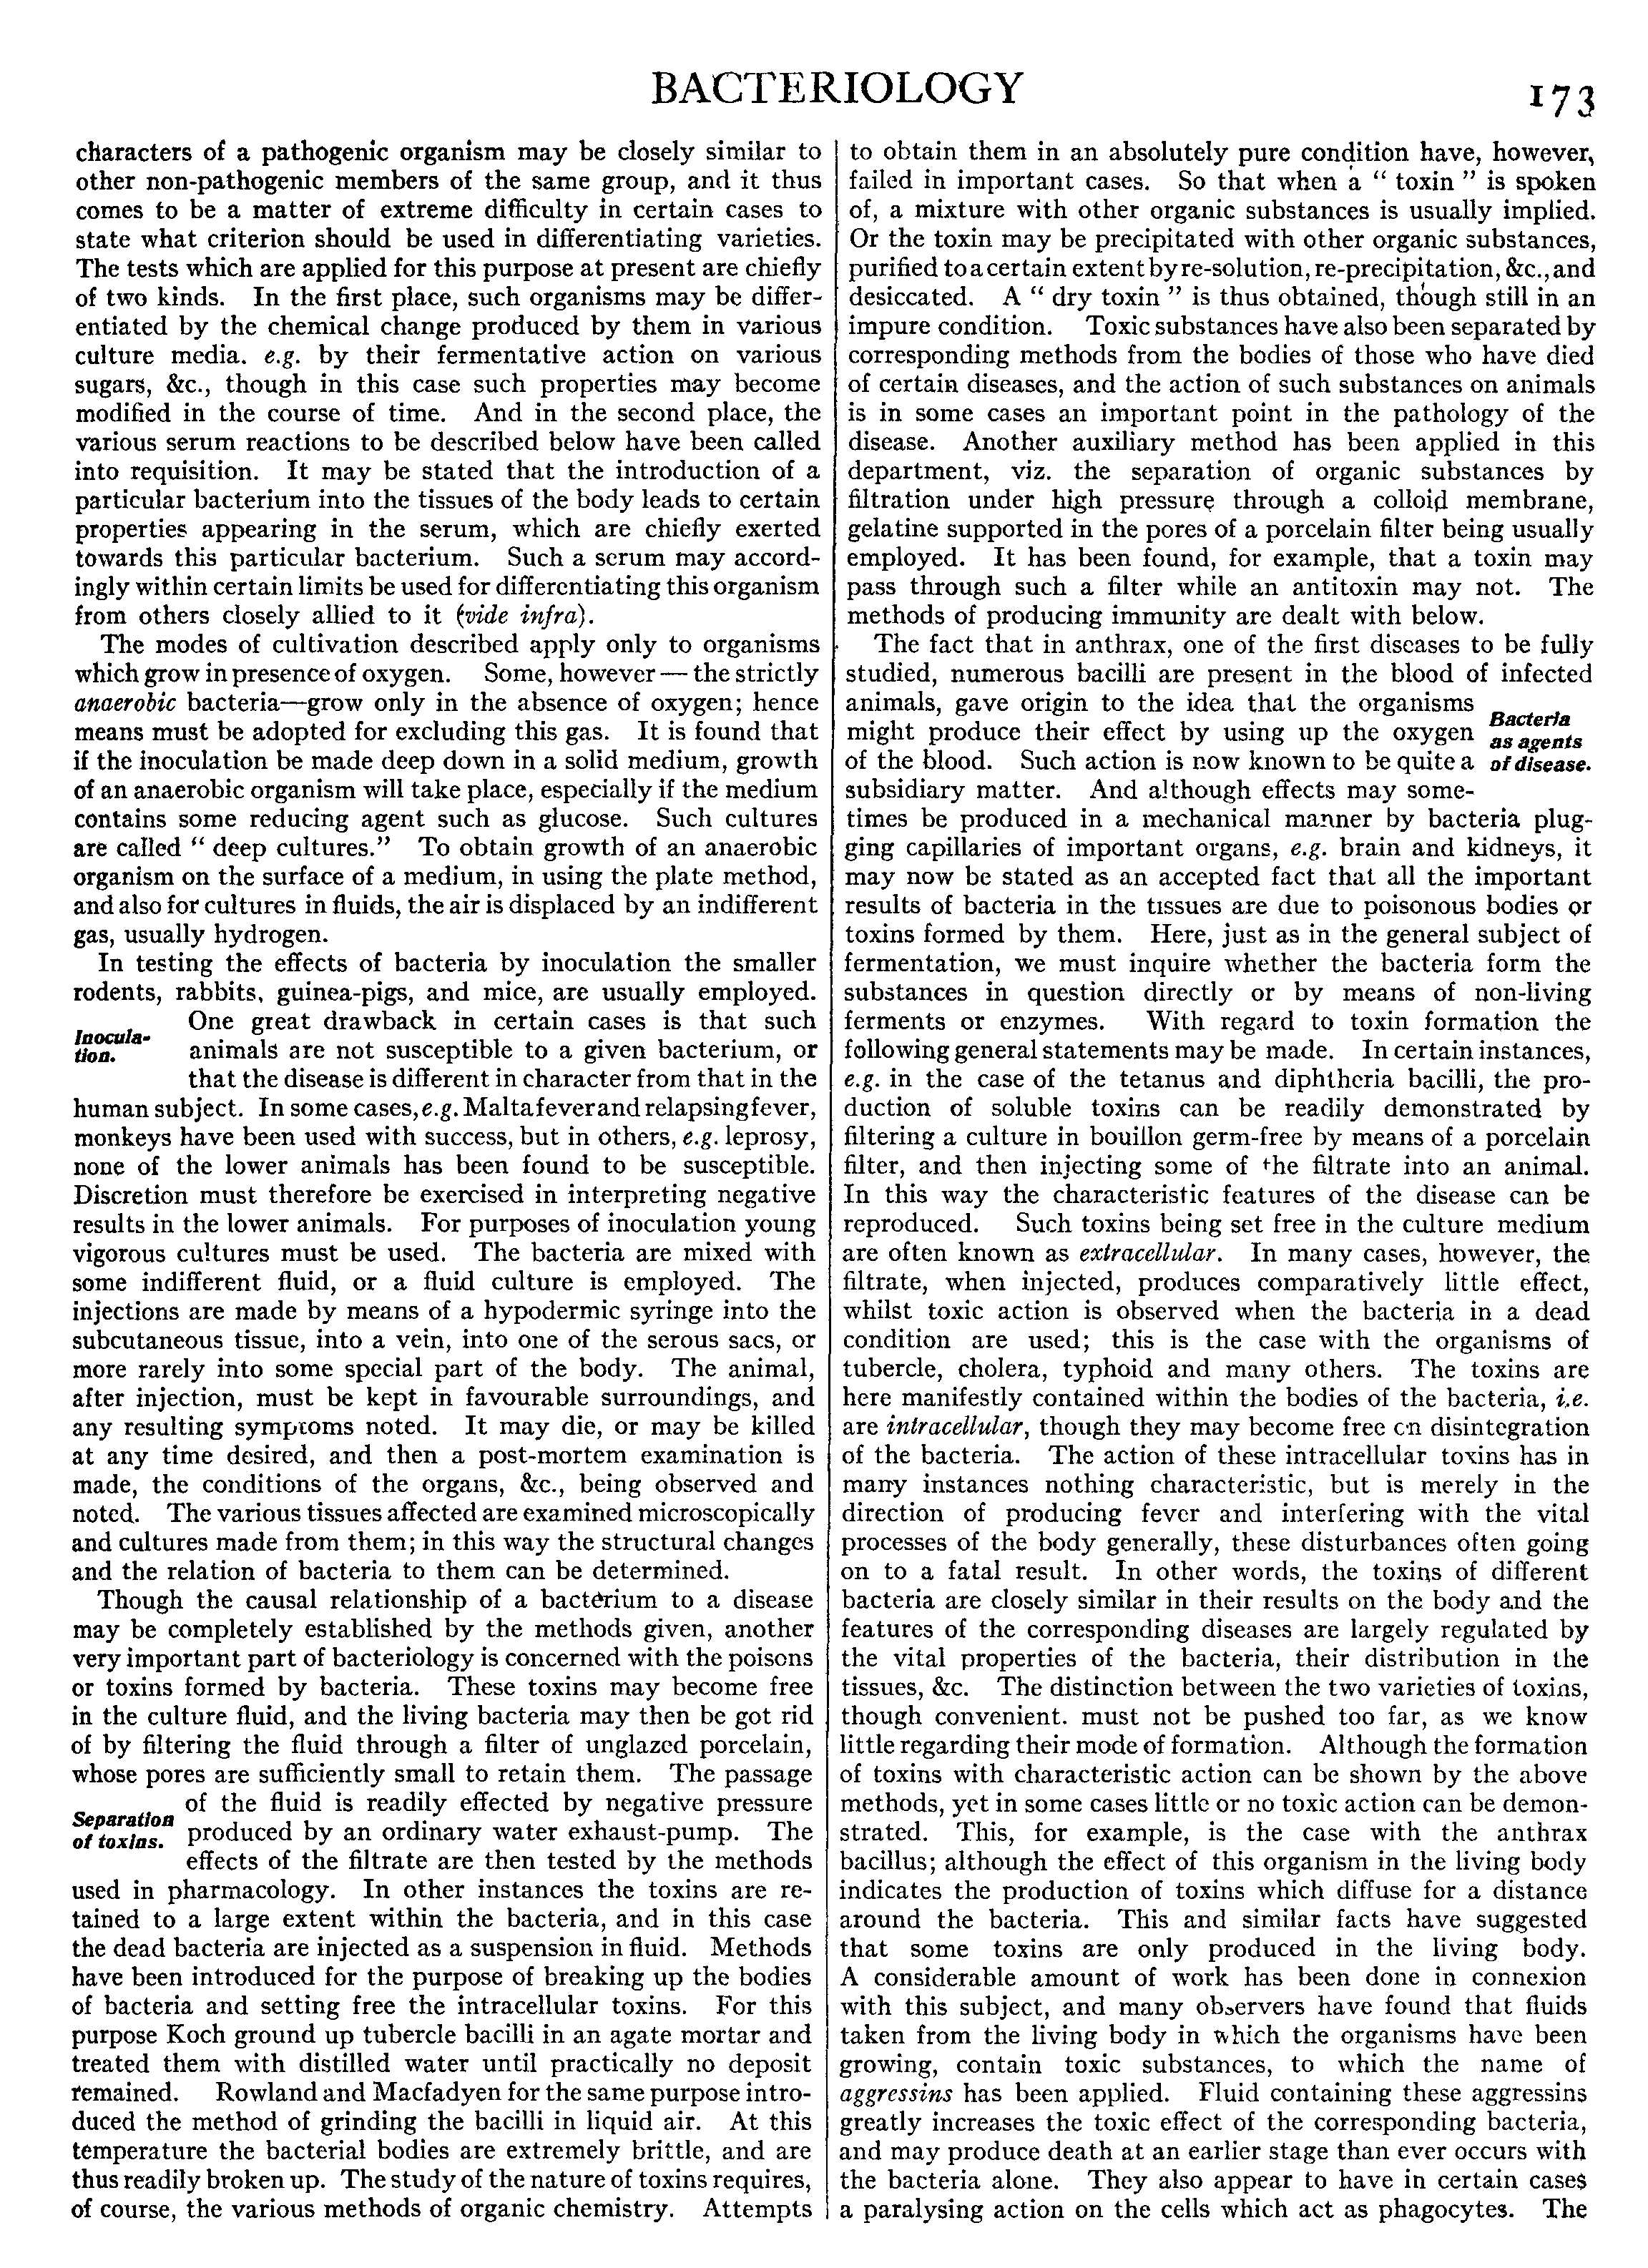 BACTERIOLOGY
173
characters of a pathogenic organism may be closely similar to
other non-pathogenic members of the same group, and it thus
comes to be a matter of extreme difficulty in certain cases to
state what criterion should be used in differentiating varieties.
The tests which are applied for this purpose at present are chiefly
of two kinds. In the first place, such organisms may be differ-
entiated by the chemical change produced by them in various
culture media. e.g. by their fermentative action on various
sugars, &c., though in this case such properties may become
modified in the course of time. And in the second place, the
various serum reactions to be described below have been called
into requisition. It may be stated that the introduction of a
particular bacterium into the tissues of the body leads to certain
properties appearing in the serum, which are chiefly exerted
towards this particular bacterium. Such a serum may accord-
ingly within certain limits be used for differentiating this organism
from others closely allied to it (vide infra).
The modes of cultivation described apply only to organisms
which grow in presence of oxygen. Some, however — the strictly
anaerobic bacteria—grow only in the absence of oxygen; hence
means must be adopted for excluding this gas. It is found that
if the inoculation be made deep down in a solid medium, growth
of an anaerobic organism will take place, especially if the medium
contains some reducing agent such as glucose. Such cultures
are called “ deep cultures.” To obtain growth of an anaerobic
organism on the surface of a medium, in using the plate method,
and also for cultures in fluids, the air is displaced by an indifferent
gas, usually hydrogen.
In testing the effects of bacteria by inoculation the smaller
rodents, rabbits, guinea-pigs, and mice, are usually employed.
Inocula-
tion.
One great drawback in certain cases is that such
animals are not susceptible to a given bacterium, or
that the disease is different in character from that in the
human subject. In some cases, e.g. Malta fever and relapsing fever,
monkeys have been used with success, but in others, e.g. leprosy,
none of the lower animals has been found to be susceptible.
Discretion must therefore be exercised in interpreting negative
results in the lower animals. For purposes of inoculation young
vigorous cultures must be used. The bacteria are mixed with
some indifferent fluid, or a fluid culture is employed. The
injections are made by means of a hypodermic syringe into the
subcutaneous tissue, into a vein, into one of the serous sacs, or
more rarely into some special part of the body. The animal,
after injection, must be kept in favourable surroundings, and
any resulting symptoms noted. It may die, or may be killed
at any time desired, and then a post-mortem examination is
made, the conditions of the organs, &c., being observed and
noted. The various tissues affected are examined microscopically
and cultures made from them; in this way the structural changes
and the relation of bacteria to them can be determined.
Though the causal relationship of a bacterium to a disease
may be completely established by the methods given, another
very important part of bacteriology is concerned with the poisons
or toxins formed by bacteria. These toxins may become free
in the culture fluid, and the living bacteria may then be got rid
of by filtering the fluid through a filter of unglazed porcelain,
whose pores are sufficiently small to retain them. The passage
Separation
of toxins.
of the fluid is readily effected by negative pressure
produced by an ordinary water exhaust-pump. The
effects of the filtrate are then tested by the methods
used in pharmacology. In other instances the toxins are re-
tained to a large extent within the bacteria, and in this case
the dead bacteria are injected as a suspension in fluid. Methods
have been introduced for the purpose of breaking up the bodies
of bacteria and setting free the intracellular toxins. For this
purpose Koch ground up tubercle bacilli in an agate mortar and
treated them with distilled water until practically no deposit
remained. Rowland and Macfadyen for the same purpose intro-
duced the method of grinding the bacilli in liquid air. At this
temperature the bacterial bodies are extremely brittle, and are
thus readily broken up. The study of the nature of toxins requires,
of course, the various methods of organic chemistry. Attempts
to obtain them in an absolutely pure condition have, however,
failed in important cases. So that when a “ toxin ” is spoken
of, a mixture with other organic substances is usually implied.
Or the toxin may be precipitated with other organic substances,
purified to a certain extent by re-solution, re-precipitation, &c., and
desiccated. A “ dry toxin ” is thus obtained, though still in an
impure condition. Toxic substances have also been separated by
corresponding methods from the bodies of those who have died
of certain diseases, and the action of such substances on animals
is in some cases an important point in the pathology of the
disease. Another auxiliary method has been applied in this
department, viz. the separation of organic substances by
filtration under high pressure through a colloid membrane,
gelatine supported in the pores of a porcelain filter being usually
employed. It has been found, for example, that a toxin may
pass through such a filter while an antitoxin may not. The
methods of producing immunity are dealt with below.
The fact that in anthrax, one of the first diseases to be fully
studied, numerous bacilli are present in the blood of infected
animals, gave origin to the idea that the organisms
might produce their effect by using up the oxygen
of the blood. Such action is now known to be quite a
Bacteria
as agents
of disease.
subsidiary matter. And although effects may some-
times be produced in a mechanical manner by bacteria plug-
ging capillaries of important organs, e.g. brain and kidneys, it
may now be stated as an accepted fact that all the important
results of bacteria in the tissues are due to poisonous bodies or
toxins formed by them. Here, just as in the general subject of
fermentation, we must inquire whether the bacteria form the
substances in question directly or by means of non-living
ferments or enzymes. With regard to toxin formation the
following general statements may be made. In certain instances,
e.g. in the case of the tetanus and diphtheria bacilli, the pro-
duction of soluble toxins can be readily demonstrated by
filtering a culture in bouillon germ-free by means of a porcelain
filter, and then injecting some of the filtrate into an animal.
In this way the characteristic features of the disease can be
reproduced. Such toxins being set free in the culture medium
are often known as extracellular. In many cases, however, the
filtrate, when injected, produces comparatively little effect,
whilst toxic action is observed when the bacteria in a dead
condition are used; this is the case with the organisms of
tubercle, cholera, typhoid and many others. The toxins are
here manifestly contained within the bodies of the bacteria, i.e.
are intracellular, though they may become free on disintegration
of the bacteria. The action of these intracellular toxins has in
many instances nothing characteristic, but is merely in the
direction of producing fever and interfering with the vital
processes of the body generally, these disturbances often going
on to a fatal result. In other words, the toxins of different
bacteria are closely similar in their results on the body and the
features of the corresponding diseases are largely regulated by
the vital properties of the bacteria, their distribution in the
tissues, &c. The distinction between the two varieties of toxins,
though convenient. must not be pushed too far, as we know
little regarding their mode of formation. Although the formation
of toxins with characteristic action can be shown by the above
methods, yet in some cases little or no toxic action can be demon-
strated. This, for example, is the case with the anthrax
bacillus; although the effect of this organism in the living body
indicates the production of toxins which diffuse for a distance
around the bacteria. This and similar facts have suggested
that some toxins are only produced in the living body.
A considerable amount of work has been done in connexion
with this subject, and many observers have found that fluids
taken from the living body in which the organisms have been
growing, contain toxic substances, to which the name of
aggressins has been applied. Fluid containing these aggressins
greatly increases the toxic effect of the corresponding bacteria,
and may produce death at an earlier stage than ever occurs with
the bacteria alone. They also appear to have in certain cases
a paralysing action on the cells which act as phagocytes. The